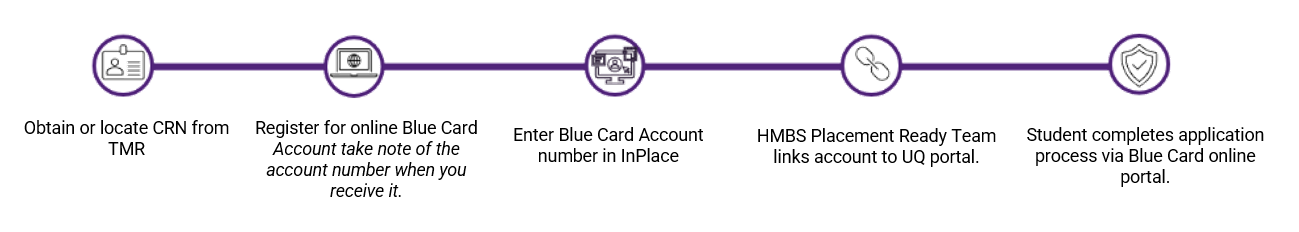 Obtain or locate CRN from
TMR
Register for online Blue Card
Account take note of the
account number when you
receive it.
Enter Blue Card Account
number in InPlace
HMBS Placement Ready Team
links account to UQ portal.
Student completes application
process via Blue Card online
portal.